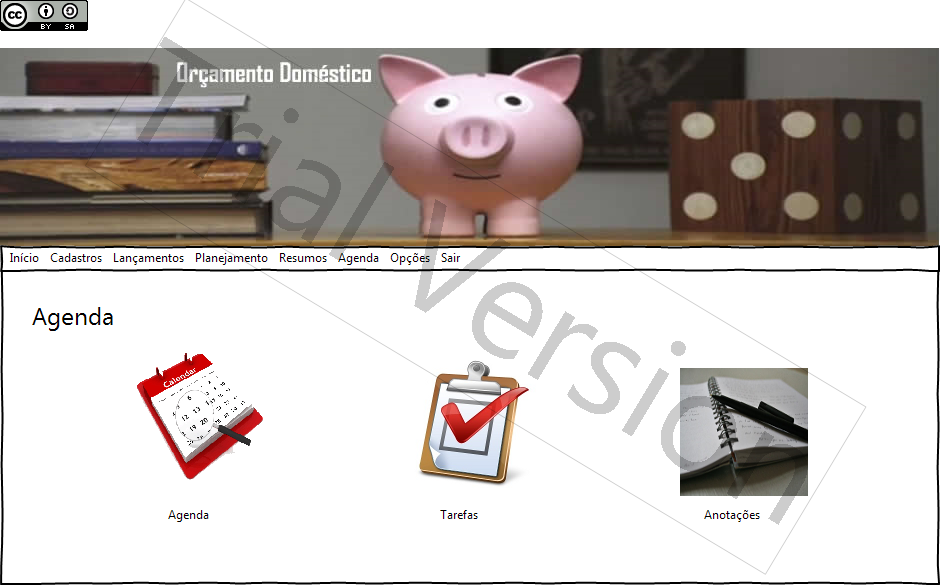 cc BY SA
Orçamento Doméstico
Trial Version
Início Cadastros Lançamentos Planejamento Resumos Agenda Opções Sair
Agenda
Calendar
Agenda Tarefas Anotações